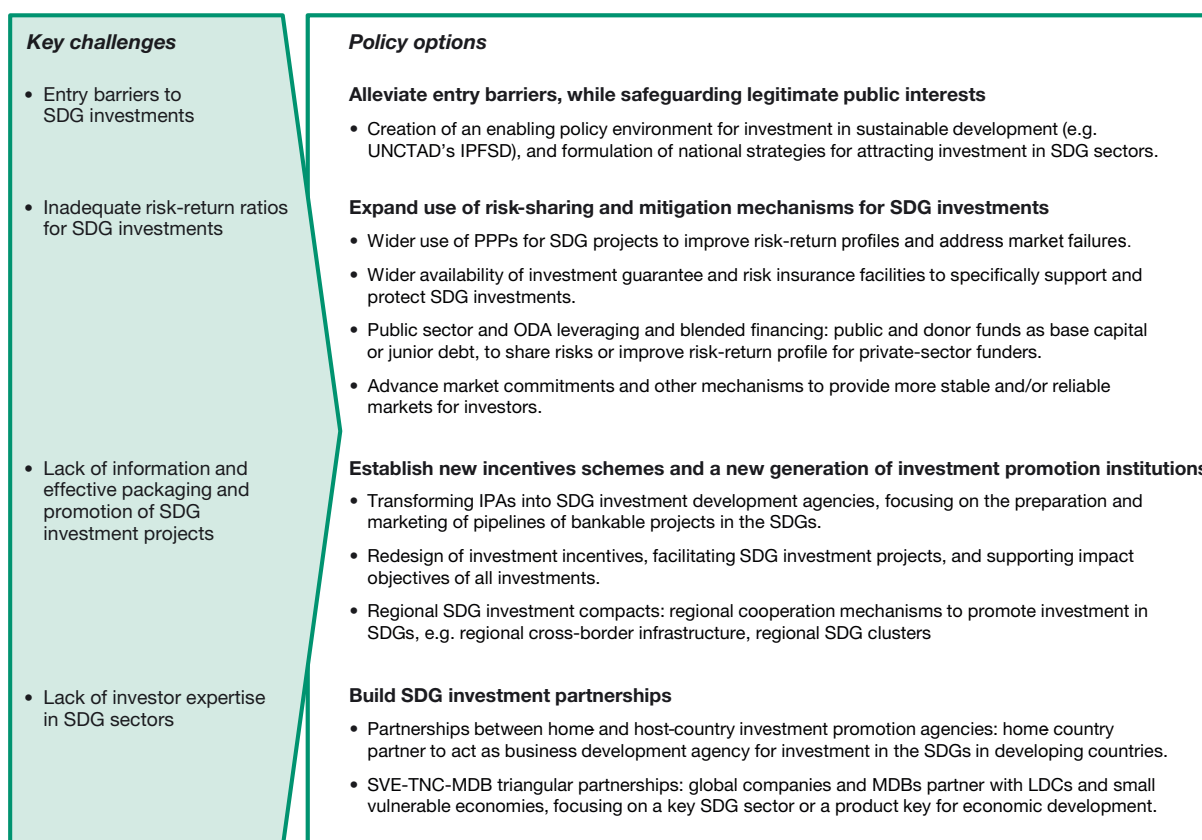 Key challenges
Policy options
• Entry barriers to
SDG investments
Alleviate entry barriers, while safeguarding legitimate public interests
• Creation of an enabling policy environment for investment in sustainable development (e.g.
UNCTAD's IPFSD), and formulation of national strategies for attracting investment in SDG sectors.
• Inadequate risk-return ratios
for SDG investments
Expand use of risk-sharing and mitigation mechanisms for SDG investments
• Wider use of PPPs for SDG projects to improve risk-return profiles and address market failures.
• Wider availability of investment guarantee and risk insurance facilities to specifically support and
protect SDG investments.
• Public sector and ODA leveraging and blended financing: public and donor funds as base capital
or junior debt, to share risks or improve risk-return profile for private-sector funders.
• Advance market commitments and other mechanisms to provide more stable and/or reliable
markets for investors.
• Lack of information and
effective packaging and
promotion of SDG
investment projects
Establish new incentives schemes and a new generation of investment promotion institutions
• Transforming IPAs into SDG investment development agencies, focusing on the preparation and
marketing of pipelines of bankable projects in the SDGs.
• Redesign of investment incentives, facilitating SDG investment projects, and supporting impact
objectives of all investments.
• Regional SDG investment compacts: regional cooperation mechanisms to promote investment in
SDGs, e.g. regional cross-border infrastructure, regional SDG clusters
• Lack of investor expertise
in SDG sectors
Build SDG investment partnerships
• Partnerships between home and host-country investment promotion agencies: home country
partner to act as business development agency for investment in the SDGs in developing countries.
• SVE-TNC-MDB triangular partnerships: global companies and MDBs partner with LDCs and small
vulnerable economies, focusing on a key SDG sector or a product key for economic development.